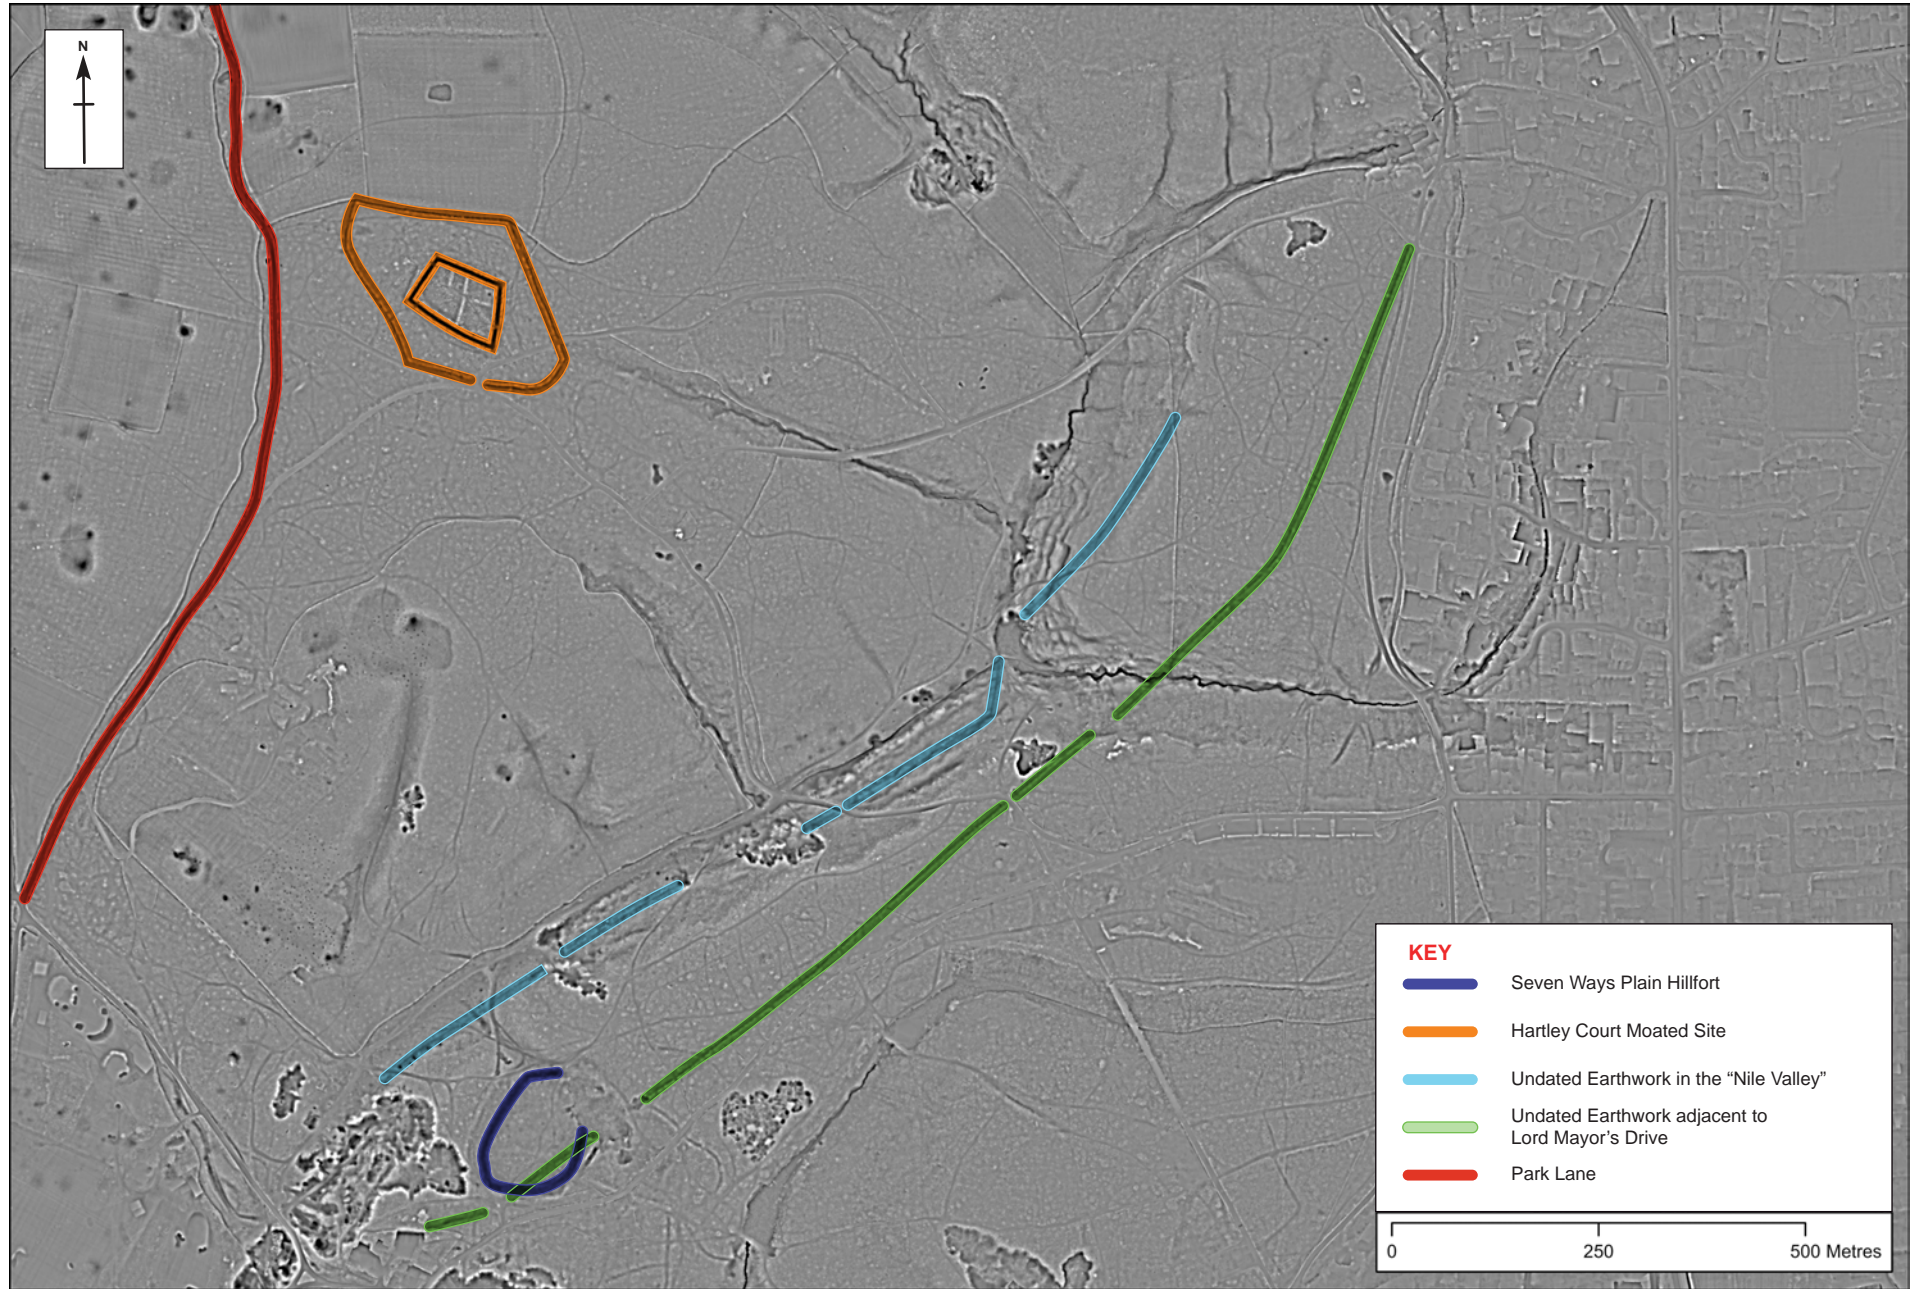 N
KEY
Seven Ways Plain Hillfort
Hartley Court Moated Site
Undated Earthwork in the “Nile Valley”
Undated Earthwork adjacent to
Lord Mayor’s Drive
Park Lane
0 250 500 Metres